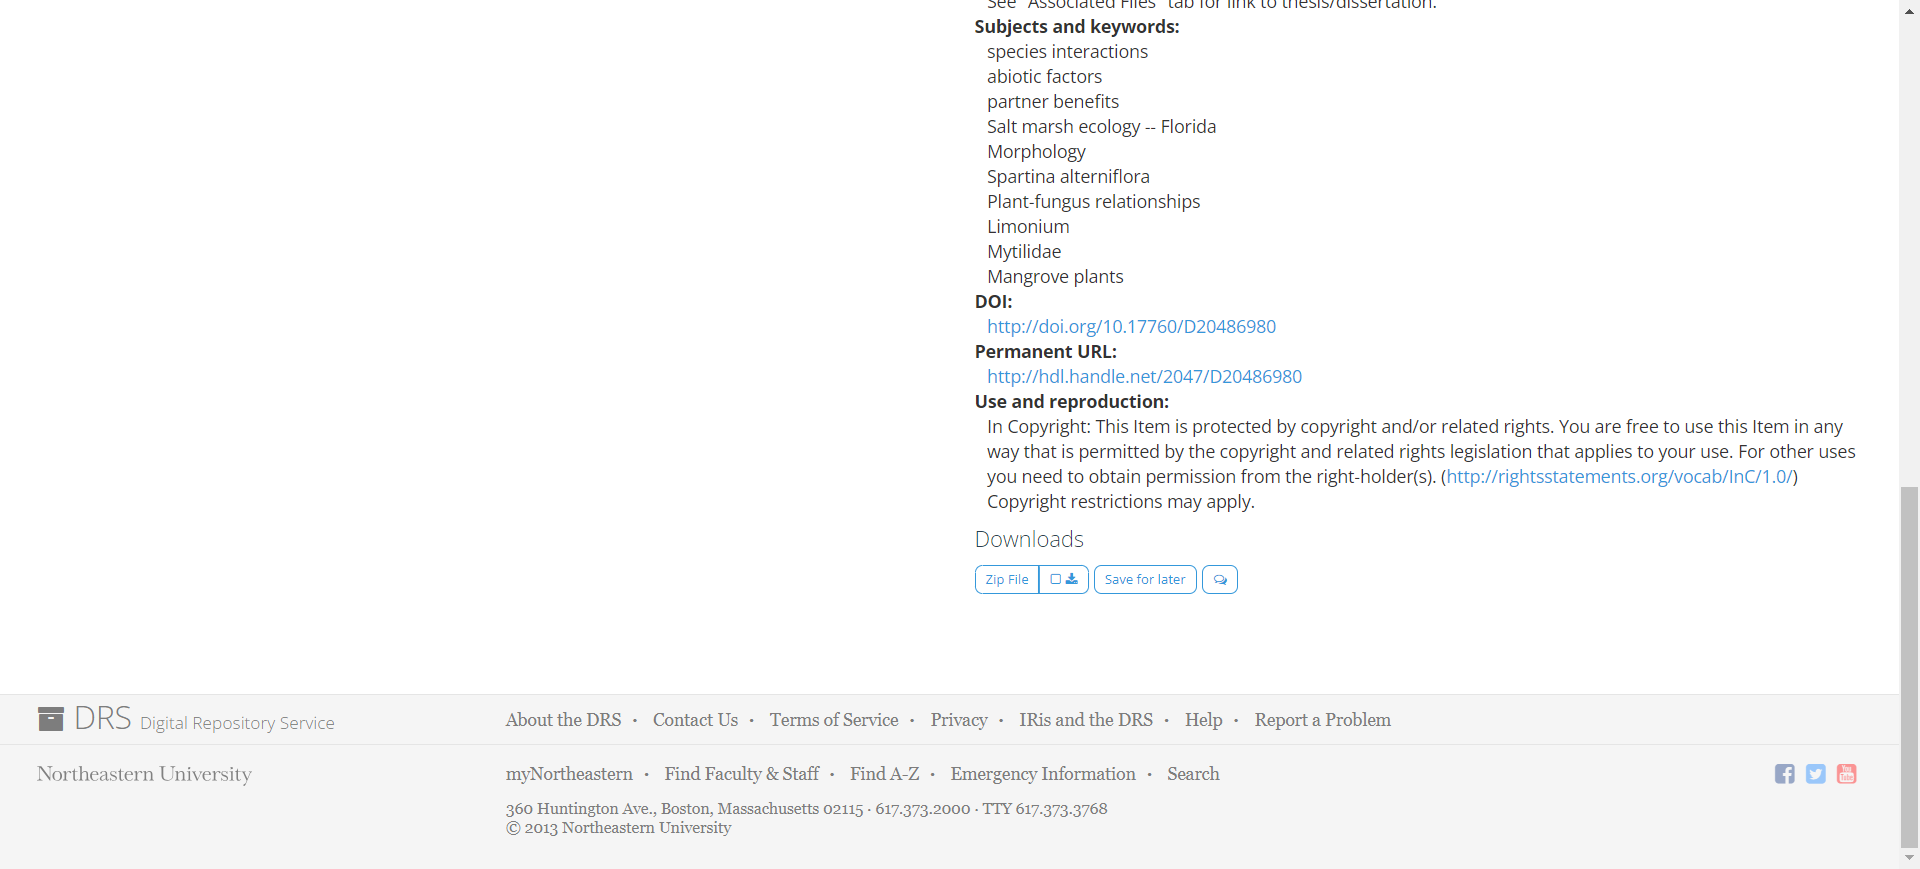 See "Associated Files" tab for link to thesis/dissertation.
Subjects and keywords:
species interactions
abiotic factors
partner benefits
Salt marsh ecology -- Florida
Morphology
Spartina alterniflora
Plant-fungus relationships
Limonium
Mytilidae
Mangrove plants
DOI:
http://doi.org/10.17760/D20486980
Permanent URL:
http://hdl.handle.net/2047/D20486980
Use and reproduction:
In Copyright: This Item is protected by copyright and/or related rights. You are free to use this Item in any
way that is permitted by the copyright and related rights legislation that applies to your use. For other uses
you need to obtain permission from the right-holder(s). (http://rightsstatements.org/vocab/InC/1.0/)
Copyright restrictions may apply.
Downloads
Zip File Save for later
DRS Digital Repository Service
About the DRS · Contact Us · Terms of Service · Privacy · IRis and the DRS · Help · Report a Problem
Northeastern University
myNortheastern · Find Faculty & Staff · Find A-Z · Emergency Information · Search
360 Huntington Ave., Boston, Massachusetts 02115 · 617.373.2000 · TTY 617.373.3768
© 2013 Northeastern University
You Tube